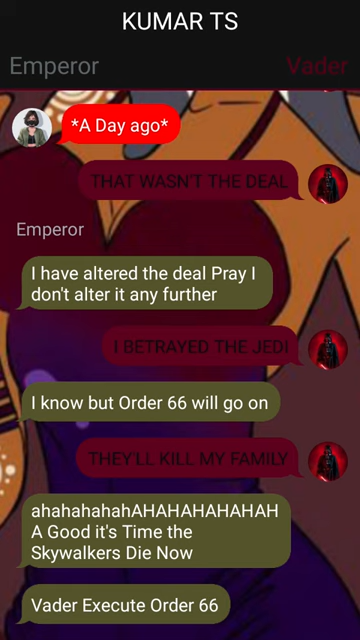 KUMAR TS
Emperor
Vader
*A Day ago*
THAT WASN'T THE DEAL
Emperor
I have altered the deal Pray I
don't alter it any further
I BETRAYED THE JEDI
I know but Order 66 will go on
THEY'LL KILL MY FAMILY
ahahahahahAHAHAHAHAHAH
A Good it's Time the
Skywalkers Die Now
Vader Execute Order 66